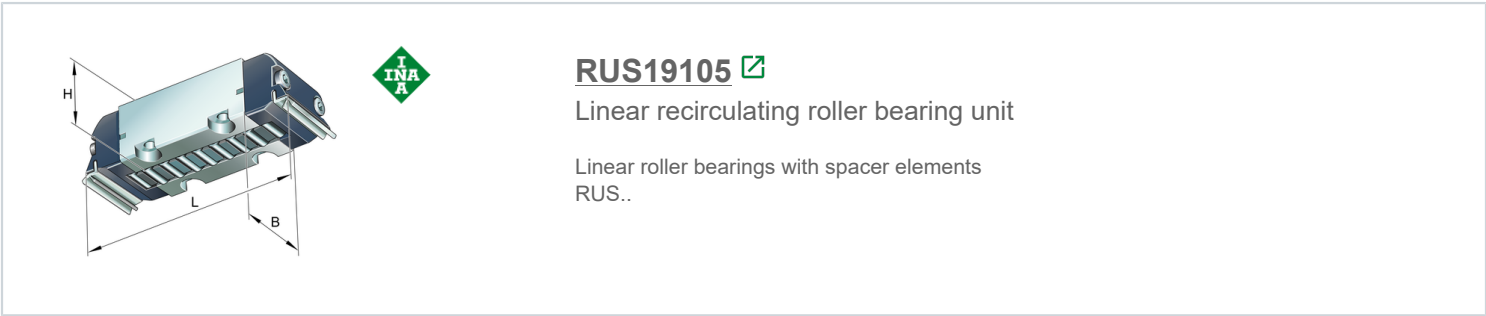 H
L
B
I
INA
A
RUS19105
Linear recirculating roller bearing unit
Linear roller bearings with spacer elements
RUS..